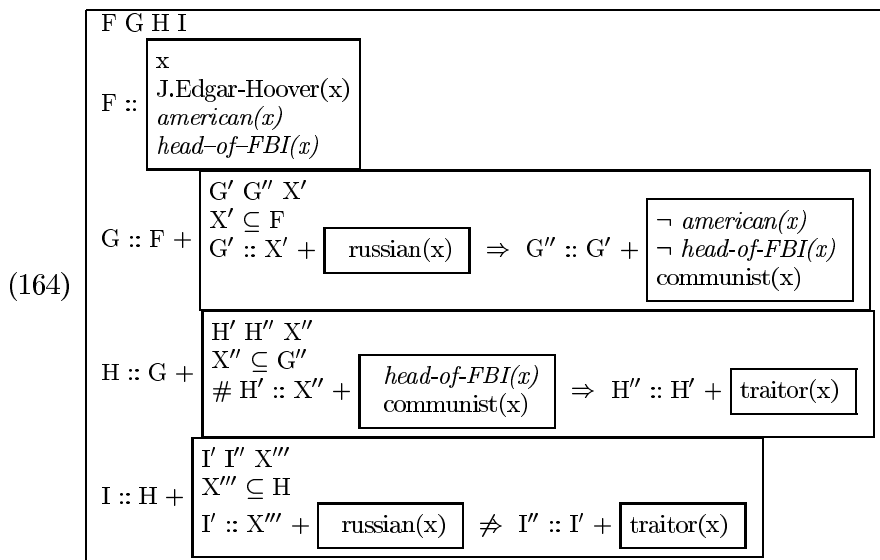 F G H I
x
J.Edgar-Hoover(x)
F :: american(x)
head–of–FBI(x)
G′ G″ X′
X′ ⊆ F
G :: F + G′ :: X′ + russian(x) ⇒ G″ :: G′ + ¬ american(x)
¬ head-of-FBI(x)
communist(x)
(164)
H′ H″ X″
X″ ⊆ G″
H :: G + # H′ :: X″ + head-of-FBI(x)
communist(x) ⇒ H″ :: H′ + traitor(x)
I′ I″ X‴
X‴ ⊆ H
I :: H + I′ :: X‴ + russian(x) ⇏ I″ :: I′ + traitor(x)